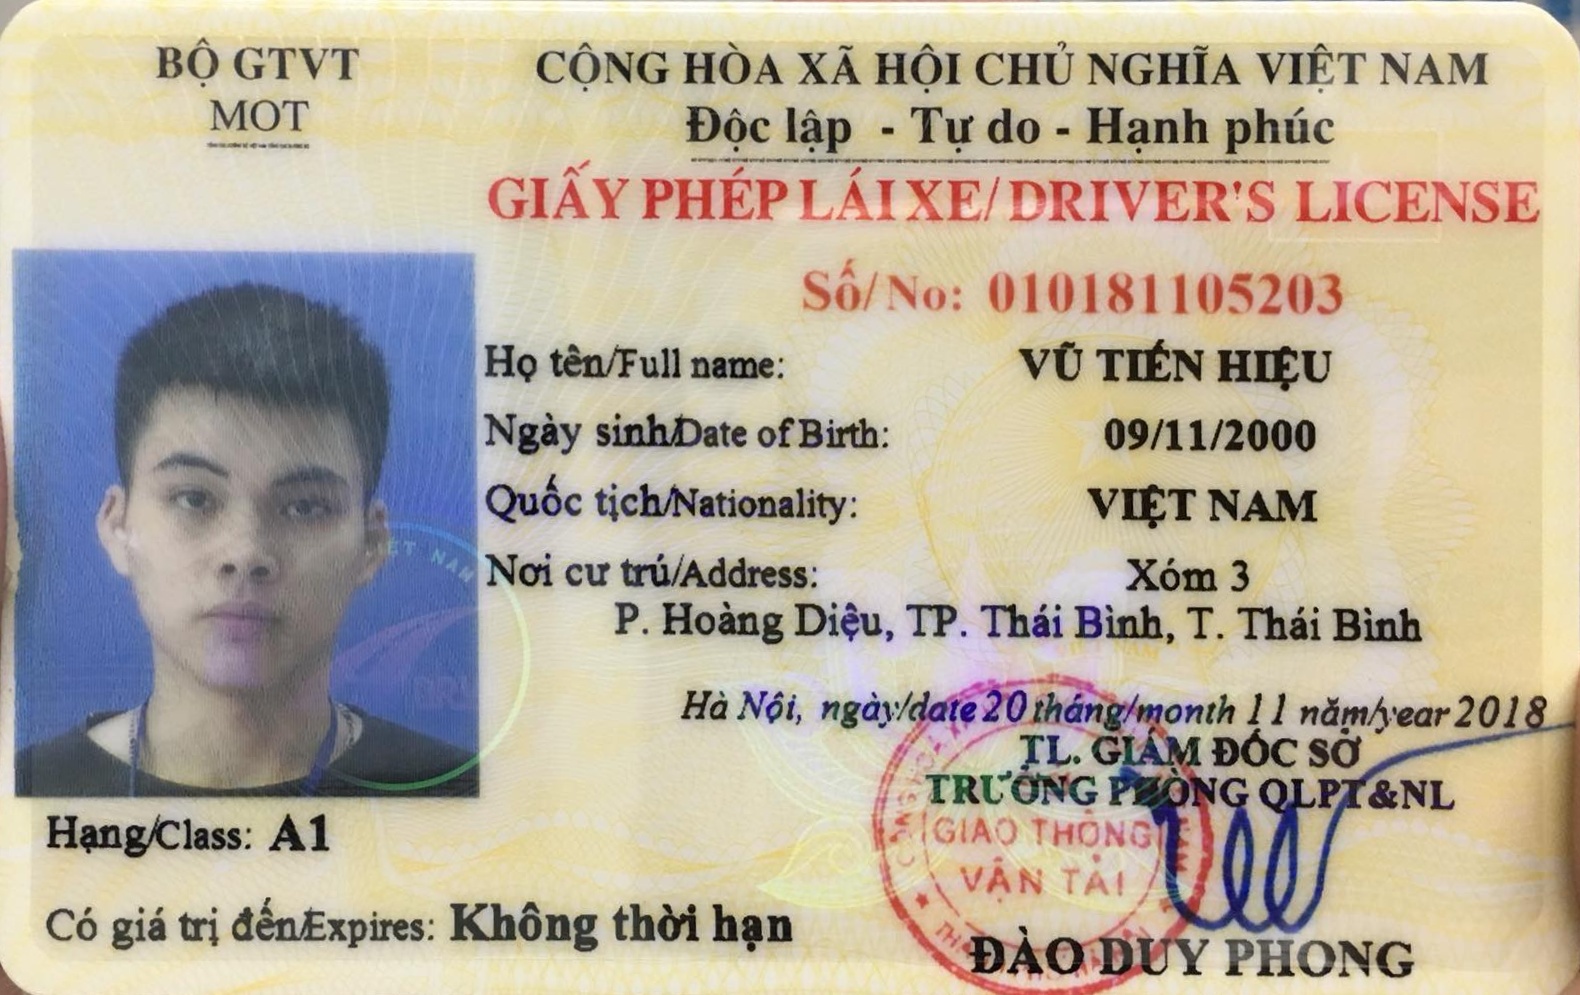 BỘ GTVT
MOT
CỘNG HÒA XÃ HỘI CHỦ NGHĨA VIỆT NAM
Độc lập - Tự do - Hạnh phúc
GIẤY PHÉP LÁI XE/ DRIVER'S LICENSE
Số/ No: 010181105203
Họ tên/Full name: VŨ TIẾN HIỆU
Ngày sinh/Date of Birth: 09/11/2000
Quốc tịch/Nationality: VIỆT NAM
Nơi cư trú/Address: Xóm 3
P. Hoàng Diệu, TP. Thái Bình, T. Thái Bình
Hà Nội, ngày/date 20 tháng/month 11 năm/year 2018
TL. GIÁM ĐỐC SỞ
TRƯỞNG PHÒNG QLPT&NL
GIAO THÔNG
VẬN TẢI
ĐÀO DUY PHONG
Hạng/Class: A1
Có giá trị đến/Expires: Không thời hạn
VIỆT NAM